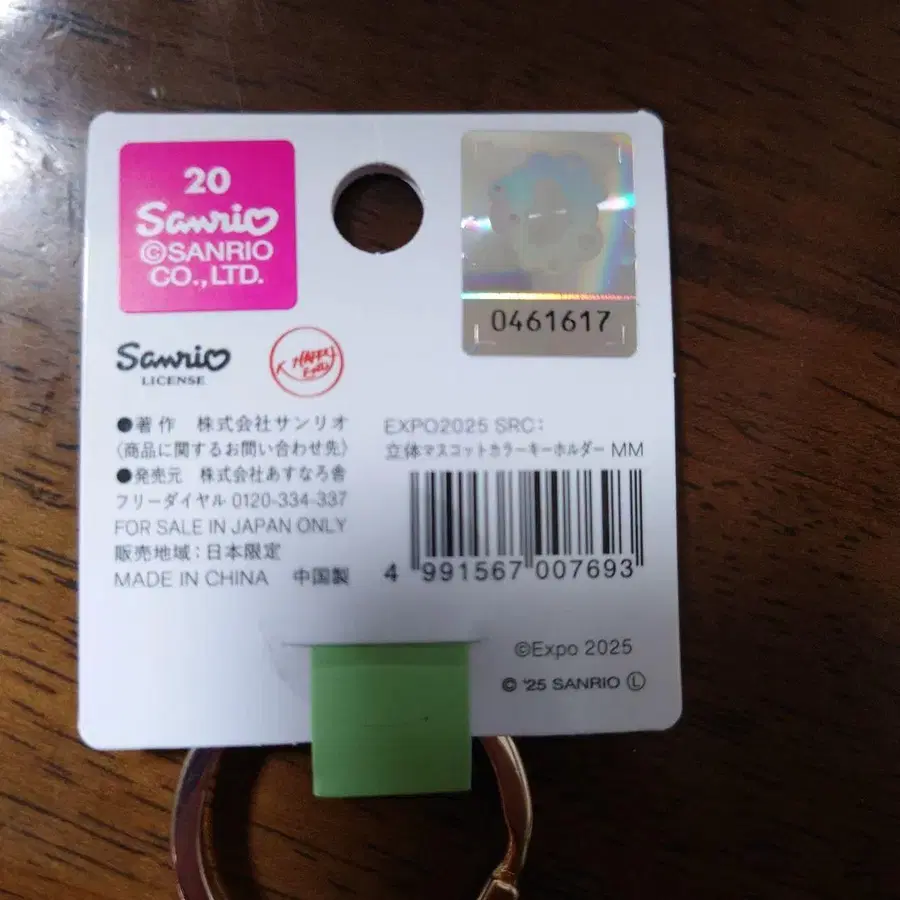 20
Sanrio
©SANRIO
CO.,LTD.
0461617
Sanrio
LICENSE
HAPPY
●著作 株式会社サンリオ
〈商品に関するお問い合わせ先〉
●発売元 株式会社あすなろ舎
フリーダイヤル 0120-334-337
FOR SALE IN JAPAN ONLY
販売地域:日本限定
MADE IN CHINA 中国製
EXPO2025 SRC:
立体マスコットカラーキーホルダー MM
4 991567 007693
©Expo 2025
© '25 SANRIO Ⓛ